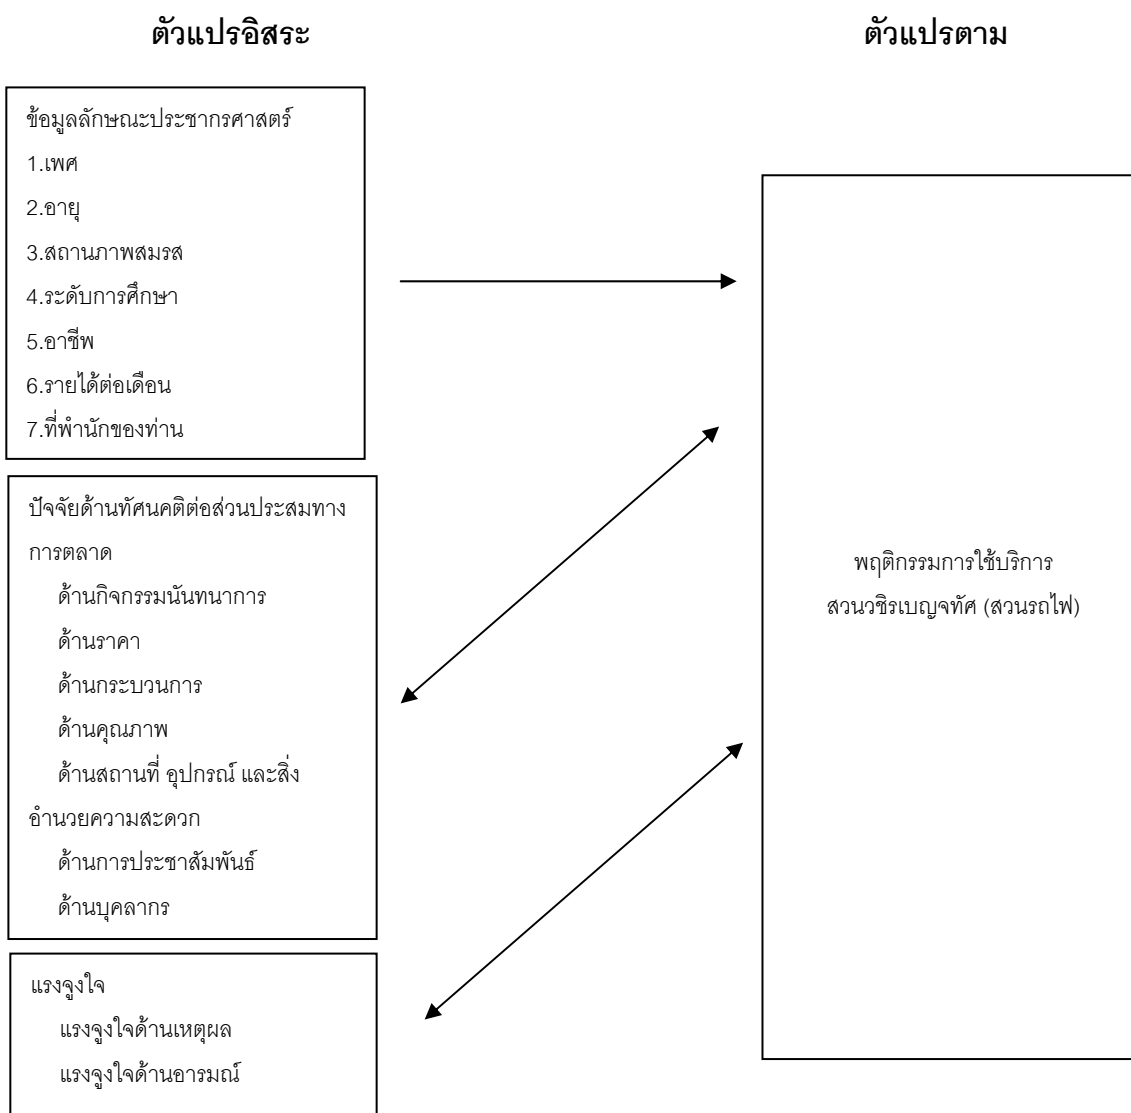 ตัวแปรอิสระ
ตัวแปรตาม
ข้อมูลลักษณะประชากรศาสตร์
1.เพศ
2.อายุ
3.สถานภาพสมรส
4.ระดับการศึกษา
5.อาชีพ
6.รายได้ต่อเดือน
7.ที่พำนักของท่าน
ปัจจัยด้านทัศนคติต่อส่วนประสมทาง
การตลาด
ด้านกิจกรรมนันทนาการ
ด้านราคา
ด้านกระบวนการ
ด้านคุณภาพ
ด้านสถานที่ อุปกรณ์ และสิ่ง
อำนวยความสะดวก
ด้านการประชาสัมพันธ์
ด้านบุคลากร
แรงจูงใจ
แรงจูงใจด้านเหตุผล
แรงจูงใจด้านอารมณ์
พฤติกรรมการใช้บริการ
สวนวชิรเบญจทัศ (สวนรถไฟ)